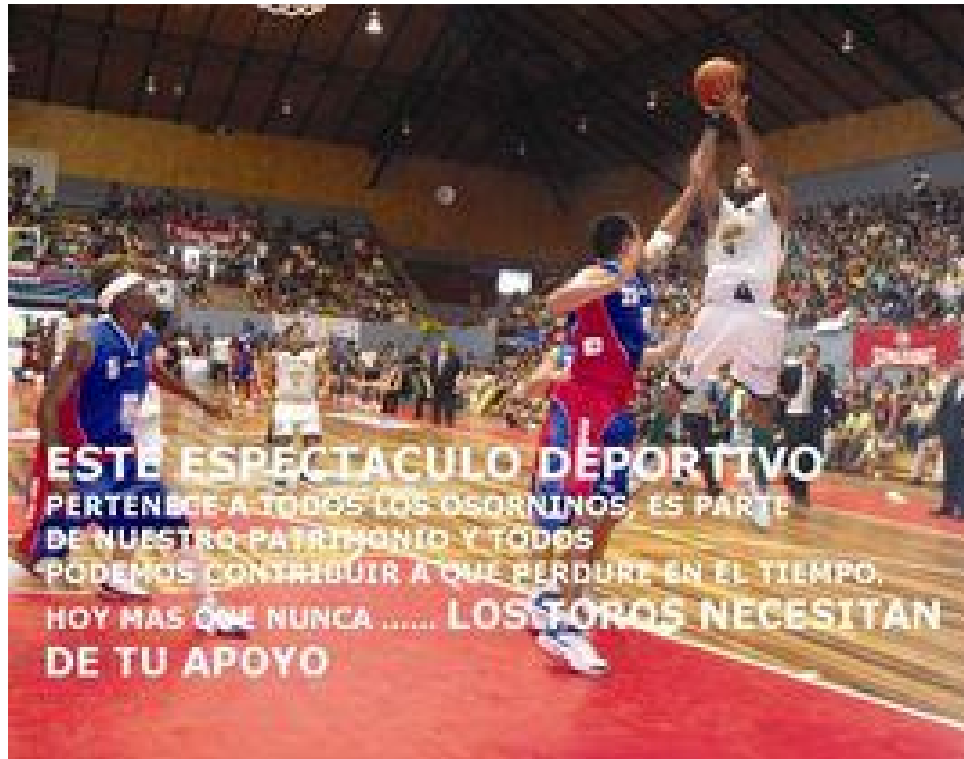 ESTE ESPECTACULO DEPORTIVO
PERTENECE A TODOS LOS OSORNINOS, ES PARTE
DE NUESTRO PATRIMONIO Y TODOS
PODEMOS CONTRIBUIR A QUE PERDURE EN EL TIEMPO.
HOY MAS QUE NUNCA ...... LOS TOROS NECESITAN
DE TU APOYO
SPALDING